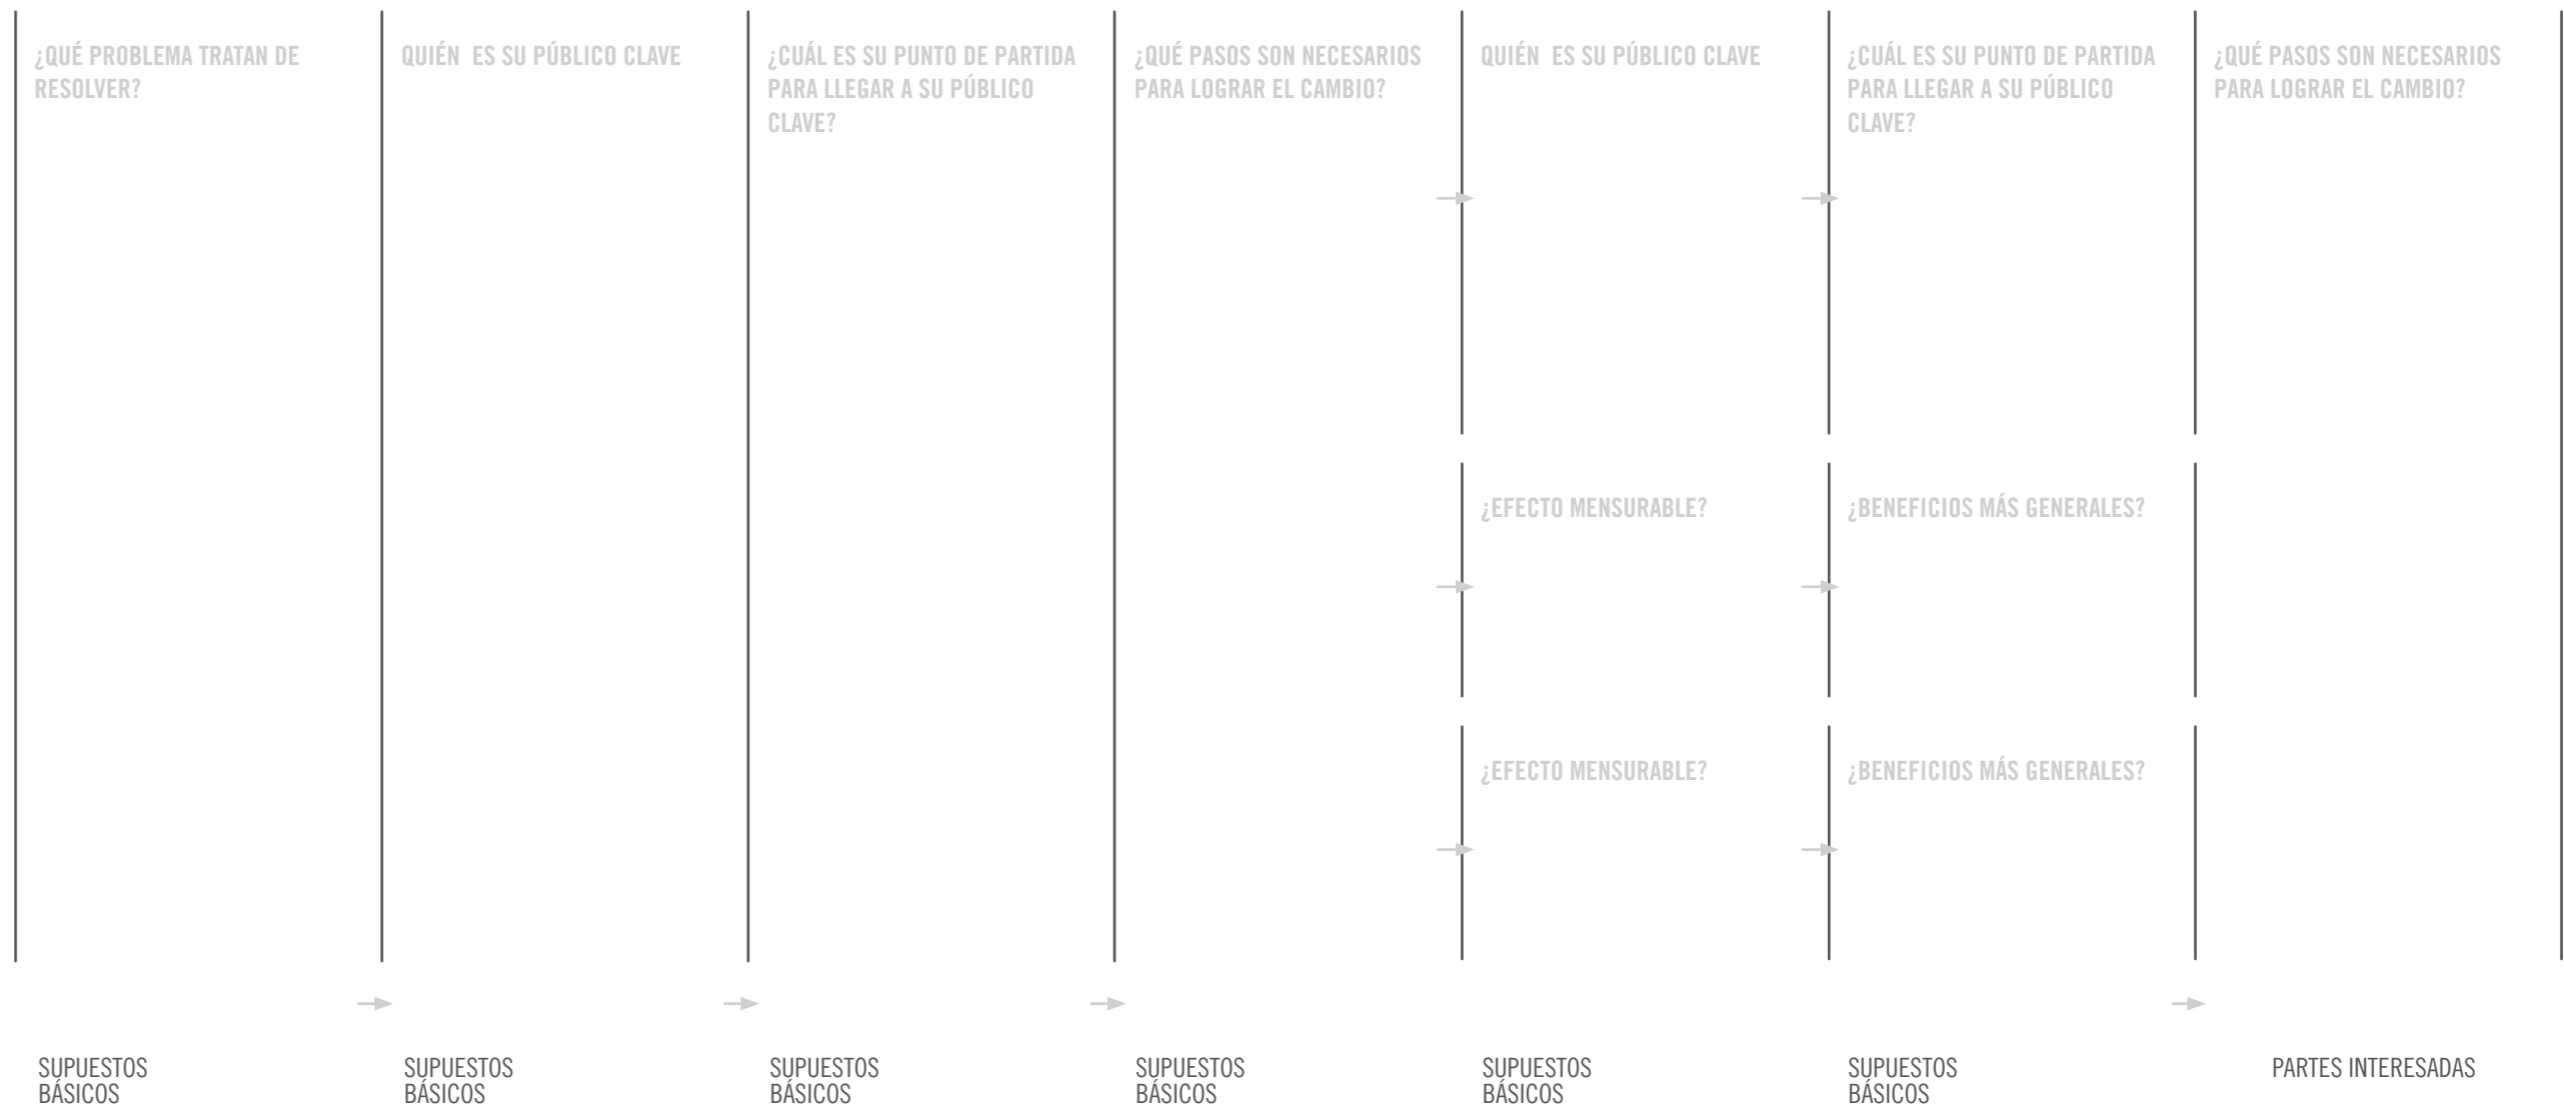 ¿QUÉ PROBLEMA TRATAN DE
RESOLVER?
QUIÉN ES SU PÚBLICO CLAVE
¿CUÁL ES SU PUNTO DE PARTIDA
PARA LLEGAR A SU PÚBLICO
CLAVE?
¿QUÉ PASOS SON NECESARIOS
PARA LOGRAR EL CAMBIO?
QUIÉN ES SU PÚBLICO CLAVE
¿CUÁL ES SU PUNTO DE PARTIDA
PARA LLEGAR A SU PÚBLICO
CLAVE?
¿QUÉ PASOS SON NECESARIOS
PARA LOGRAR EL CAMBIO?
¿EFECTO MENSURABLE?
¿BENEFICIOS MÁS GENERALES?
¿EFECTO MENSURABLE?
¿BENEFICIOS MÁS GENERALES?
SUPUESTOS
BÁSICOS
SUPUESTOS
BÁSICOS
SUPUESTOS
BÁSICOS
SUPUESTOS
BÁSICOS
SUPUESTOS
BÁSICOS
SUPUESTOS
BÁSICOS
PARTES INTERESADAS